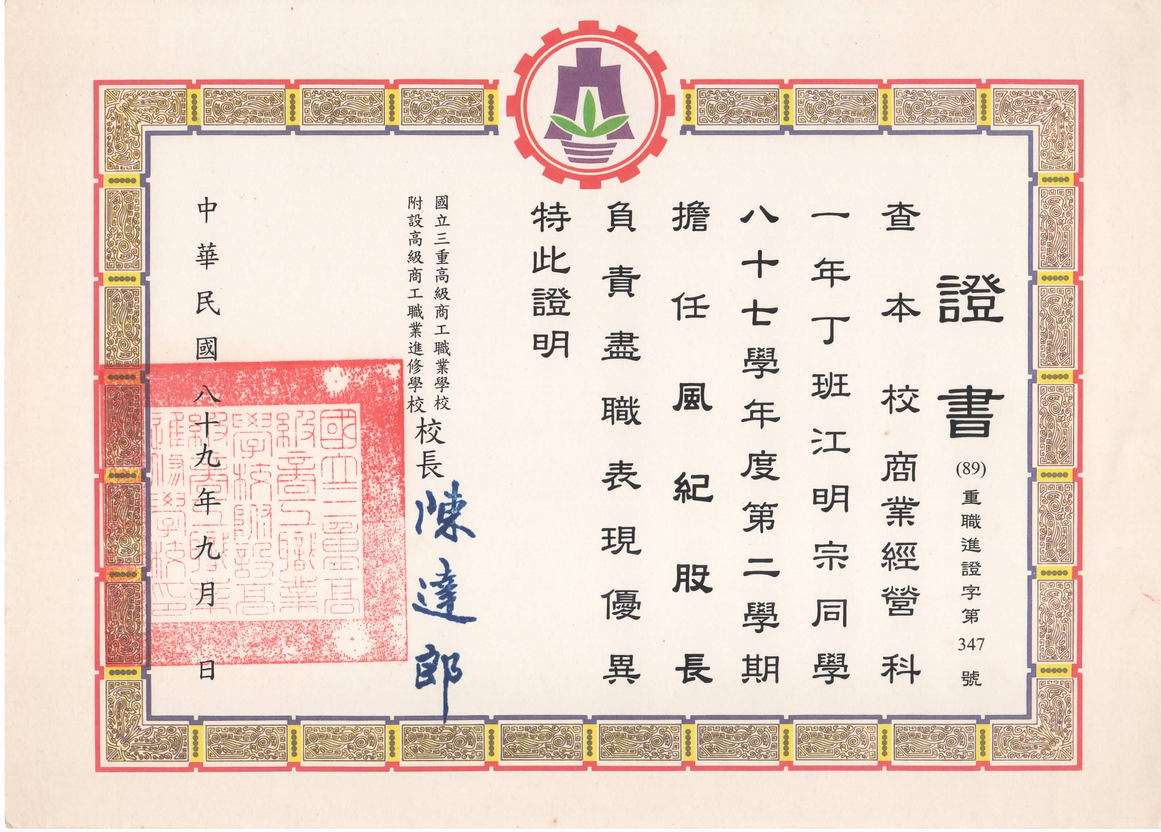 證書
(89)重職進證字第347號
查本校商業經營科
一年丁班江明宗同學
八十七學年度第二學期
擔任風紀股長
負責盡職表現優異
特此證明
國立三重高級商工職業學校
附設高級商工職業進修學校
校長陳達郎
中華民國八十九年九月 日
國立三重高
級商工職業
學校附設高
級商工職業
進修學校印